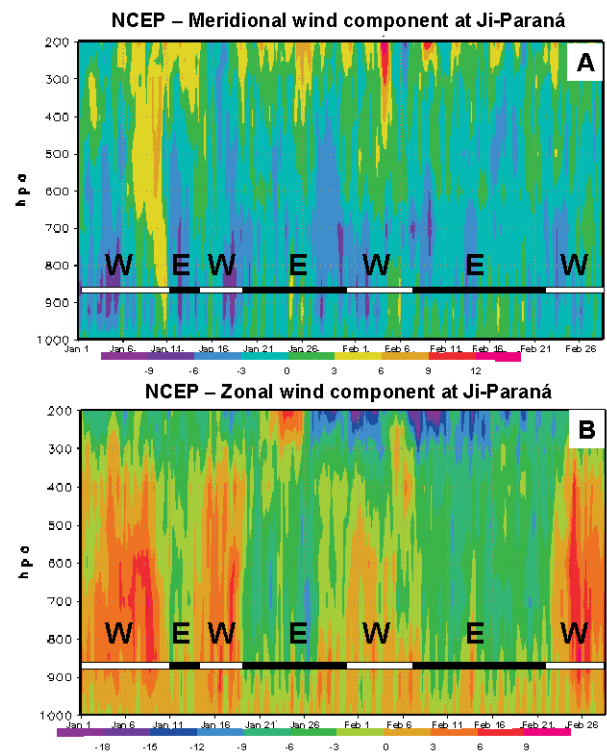 NCEP – Meridional wind component at Ji-Paraná
A
200
300
400
500
600
700
800
900
1000
hpa
W E W E W E W
Jan 1 Jan 6 Jan 14 Jan 16 Jan 21 Jan 26 Feb 1 Feb 6 Feb 11 Feb 16 Feb 21 Feb 26
-9 -6 -3 0 3 6 9 12
NCEP – Zonal wind component at Ji-Paraná
B
200
300
400
500
600
700
800
900
1000
hpa
W E W E W E W
Jan 1 Jan 6 Jan 11 Jan 16 Jan 21 Jan 26 Feb 1 Feb 6 Feb 11 Feb 16 Feb 21 Feb 26
-18 -15 -12 -9 -6 -3 0 3 6 9